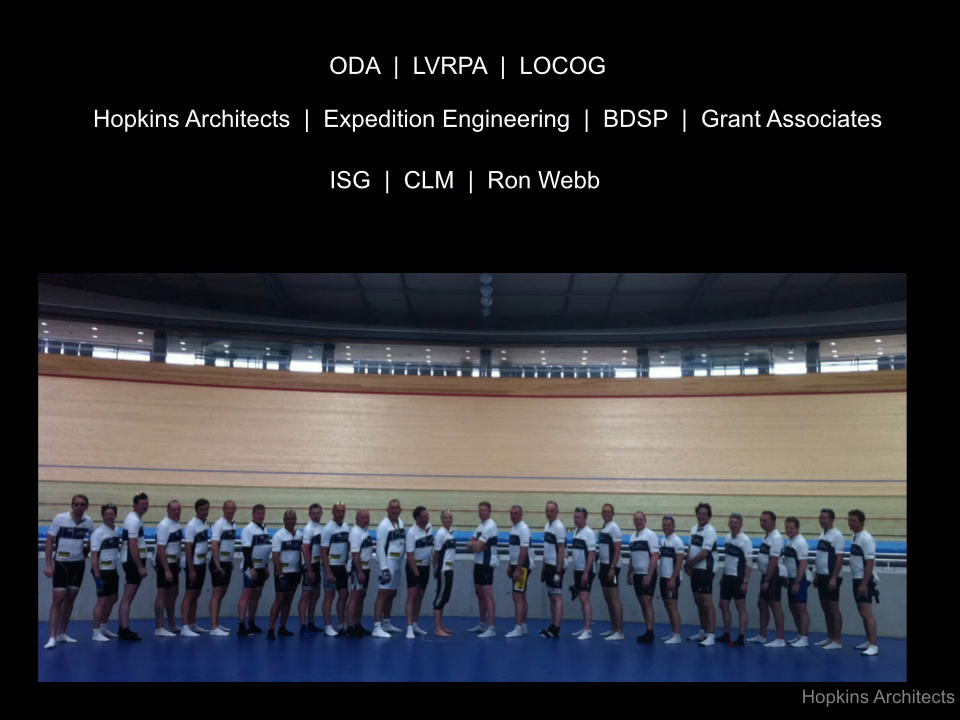 ODA | LVRPA | LOCOG
Hopkins Architects | Expedition Engineering | BDSP | Grant Associates
ISG | CLM | Ron Webb
Hopkins Architects